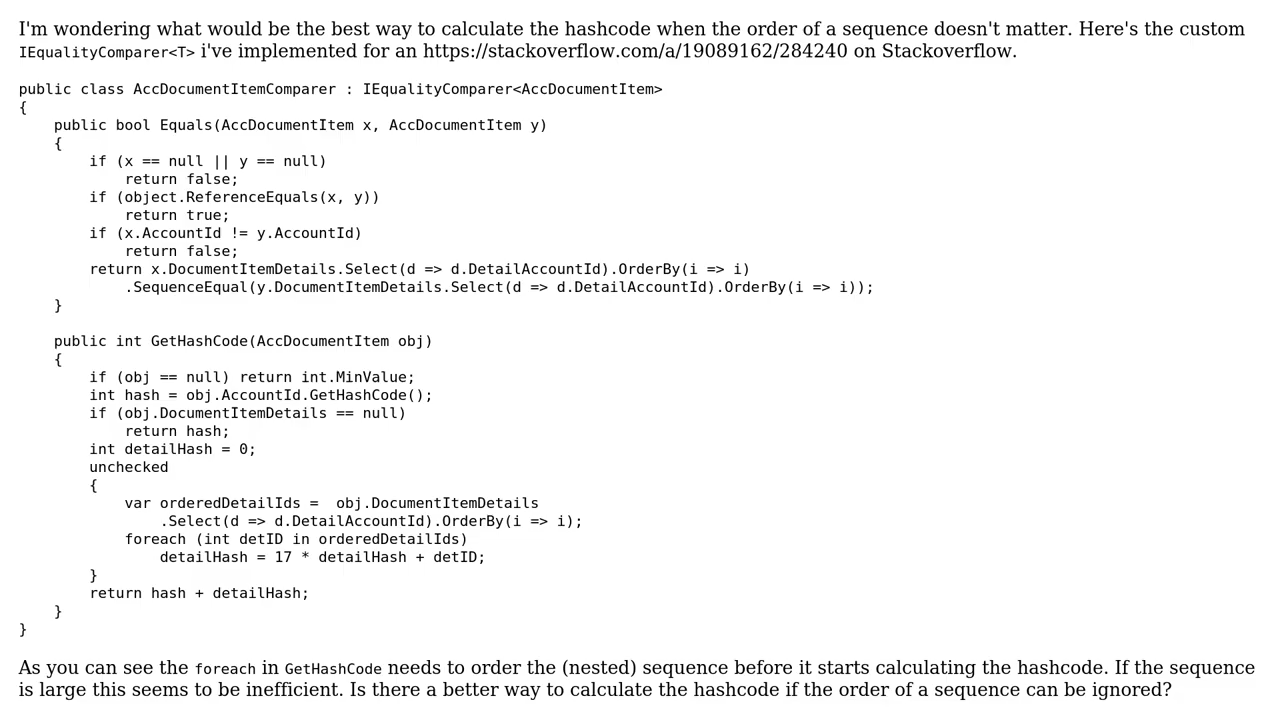 I'm wondering what would be the best way to calculate the hashcode when the order of a sequence doesn't matter. Here's the custom
IEqualityComparer<T> i've implemented for an https://stackoverflow.com/a/19089162/284240 on Stackoverflow.
public class AccDocumentItemComparer : IEqualityComparer<AccDocumentItem>
{
    public bool Equals(AccDocumentItem x, AccDocumentItem y)
    {
        if (x == null || y == null)
            return false;
        if (object.ReferenceEquals(x, y))
            return true;
        if (x.AccountId != y.AccountId)
            return false;
        return x.DocumentItemDetails.Select(d => d.DetailAccountId).OrderBy(i => i)
            .SequenceEqual(y.DocumentItemDetails.Select(d => d.DetailAccountId).OrderBy(i => i));
    }
    public int GetHashCode(AccDocumentItem obj)
    {
        if (obj == null) return int.MinValue;
        int hash = obj.AccountId.GetHashCode();
        if (obj.DocumentItemDetails == null)
            return hash;
        int detailHash = 0;
        unchecked
        {
            var orderedDetailIds =  obj.DocumentItemDetails
                .Select(d => d.DetailAccountId).OrderBy(i => i);
            foreach (int detID in orderedDetailIds)
                detailHash = 17 * detailHash + detID;
        }
        return hash + detailHash;
    }
}
As you can see the foreach in GetHashCode needs to order the (nested) sequence before it starts calculating the hashcode. If the sequence
is large this seems to be inefficient. Is there a better way to calculate the hashcode if the order of a sequence can be ignored?